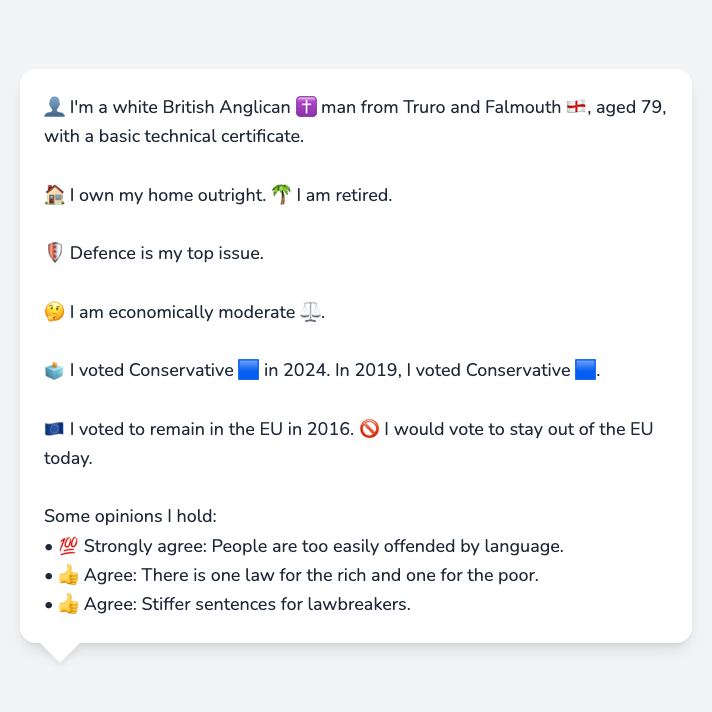 👤 I'm a white British Anglican ✝️ man from Truro and Falmouth 🏴󠁧󠁢󠁥󠁮󠁧󠁿, aged 79,
with a basic technical certificate.
🏠 I own my home outright. 🌴 I am retired.
🛡️ Defence is my top issue.
🤔 I am economically moderate ⚖️.
🗳️ I voted Conservative 🟦 in 2024. In 2019, I voted Conservative 🟦.
🇪🇺 I voted to remain in the EU in 2016. 🚫 I would vote to stay out of the EU
today.
Some opinions I hold:
• 💯 Strongly agree: People are too easily offended by language.
• 👍 Agree: There is one law for the rich and one for the poor.
• 👍 Agree: Stiffer sentences for lawbreakers.